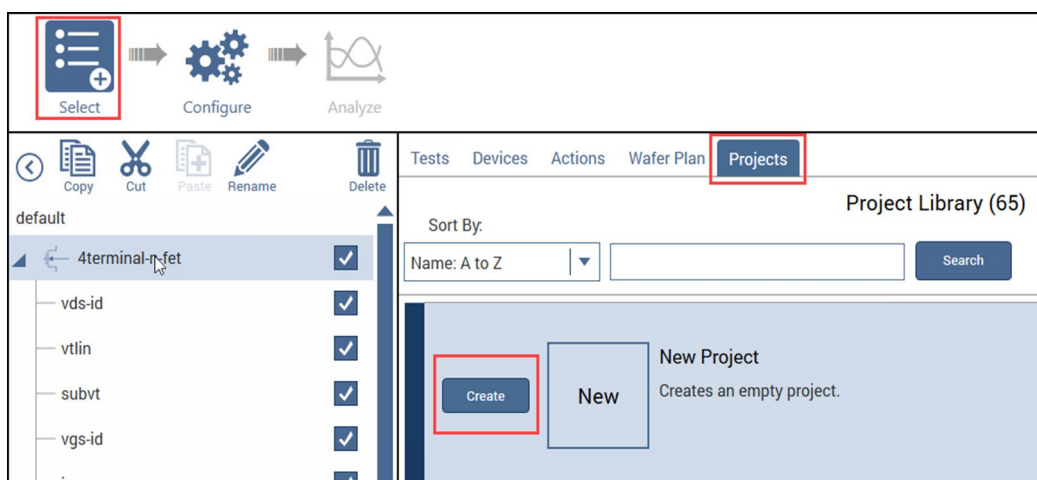 Select
Configure
Analyze
Copy
Cut
Paste
Rename
Delete
default
4terminal-n-fet
vds-id
vtlin
subvt
vgs-id
Tests
Devices
Actions
Wafer Plan
Projects
Project Library (65)
Sort By:
Name: A to Z
Search
Create
New
New Project
Creates an empty project.